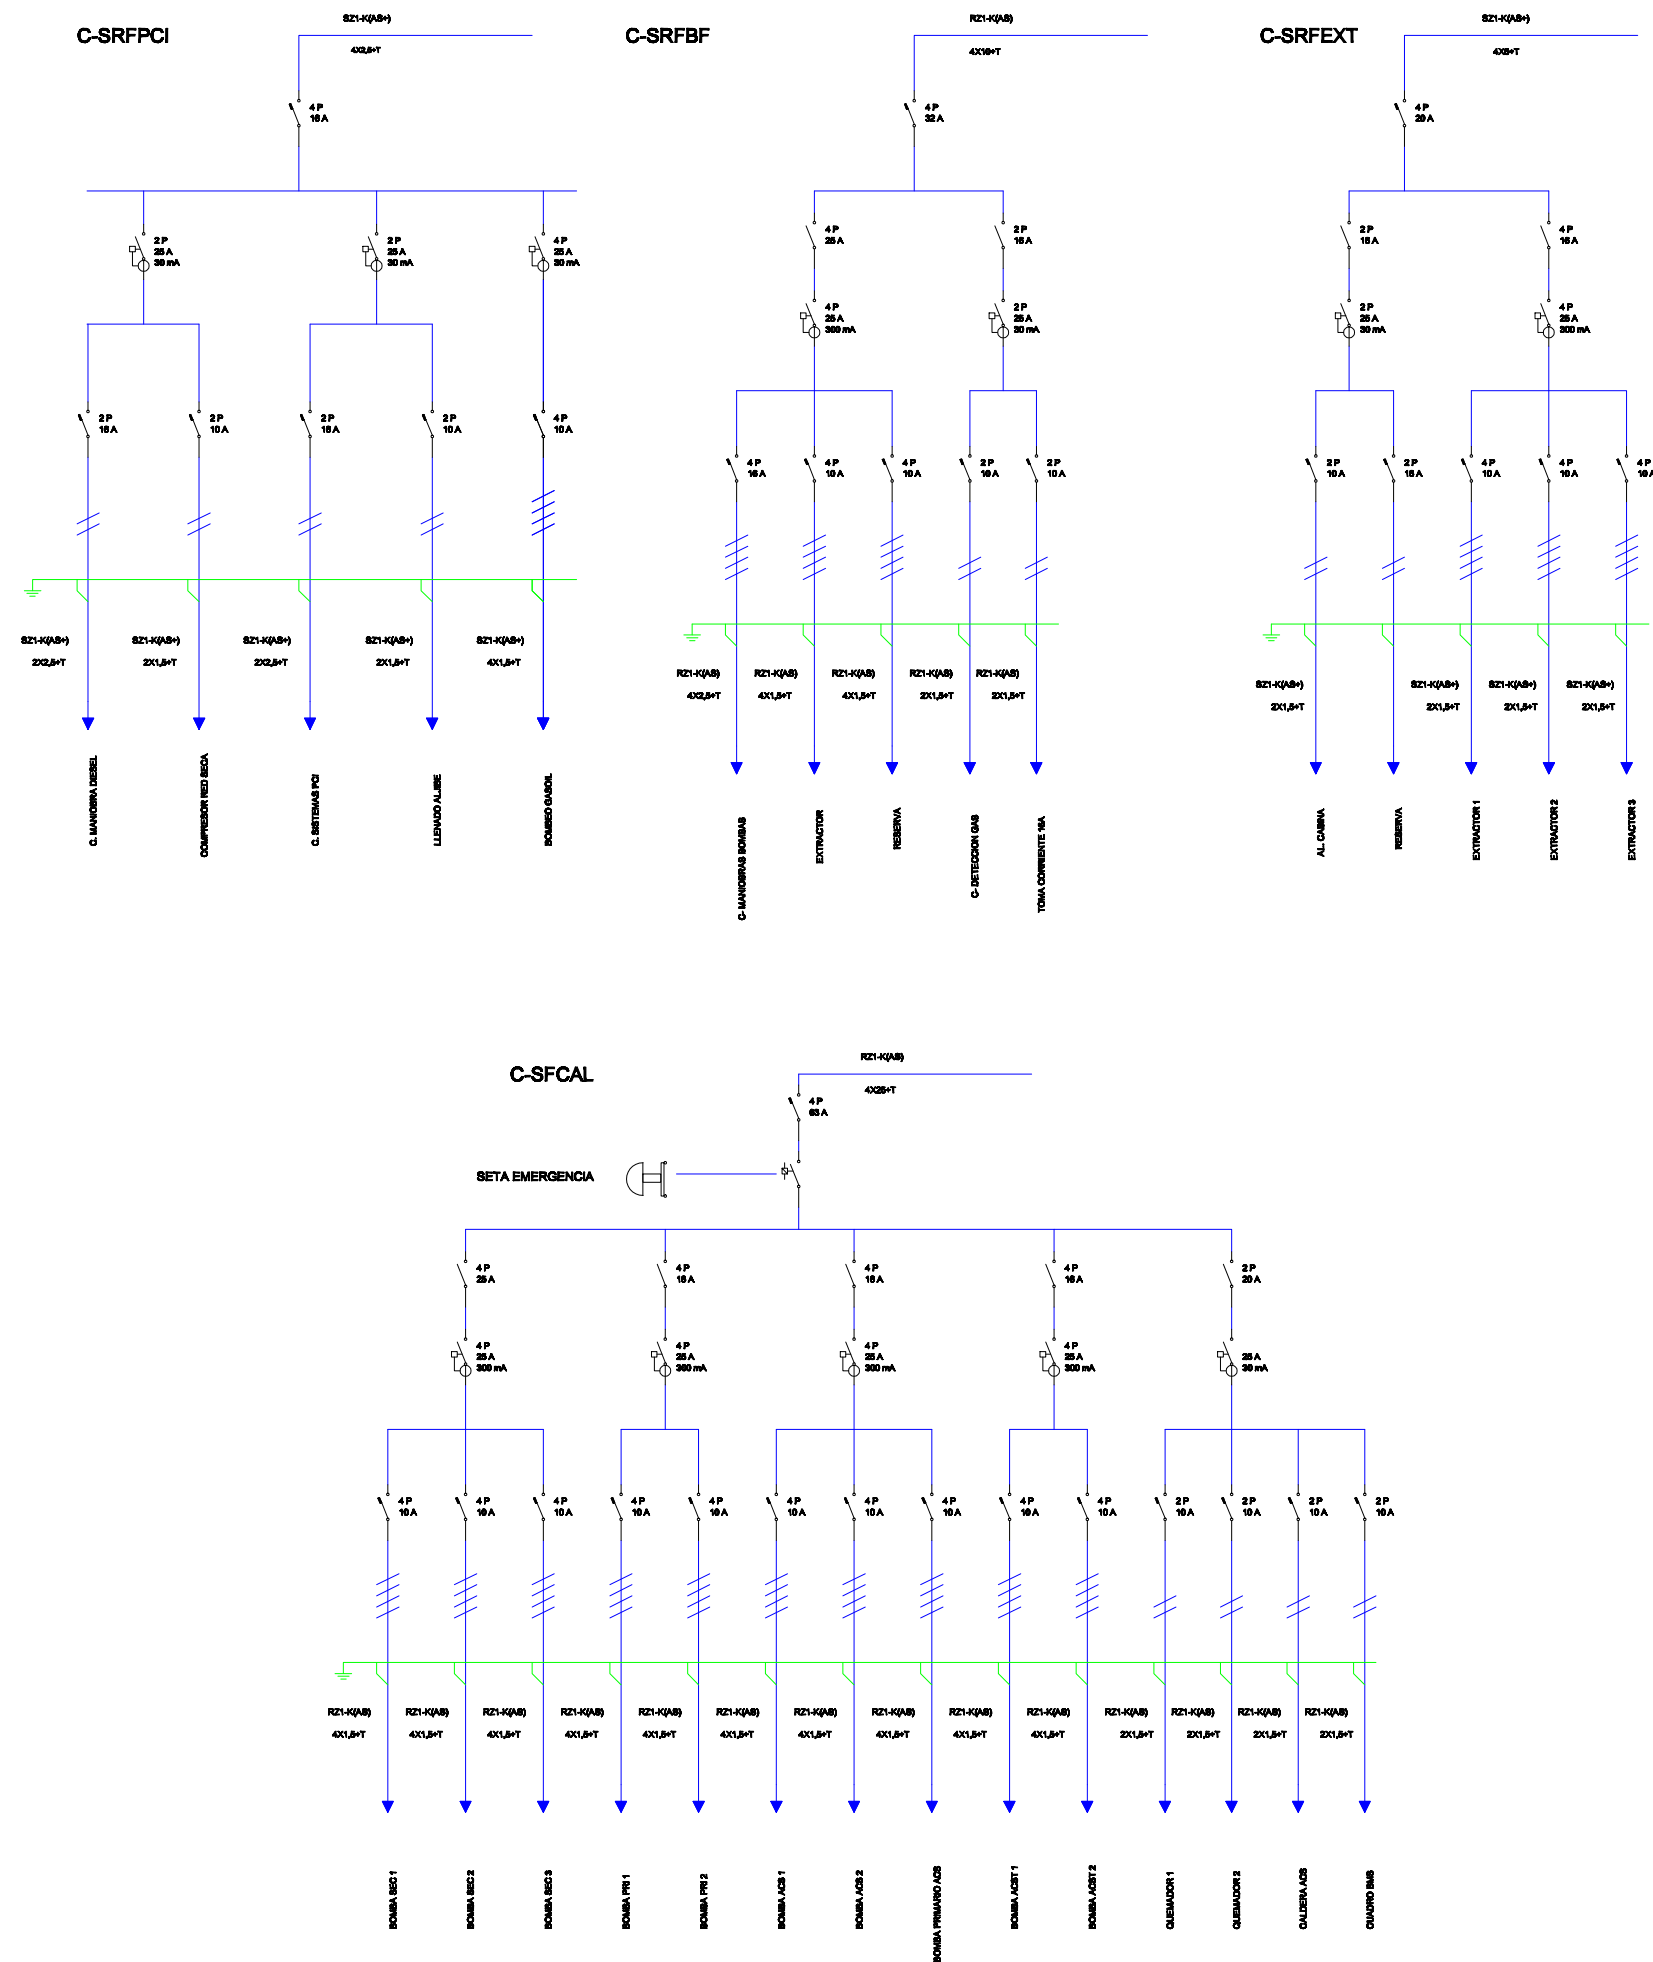 C-SRFPCI
SZ1-K(AS+)
4X2,5+T
4 P
16 A
2 P
25 A
30 mA
2 P
25 A
30 mA
4 P
25 A
30 mA
2 P
16 A
2 P
10 A
2 P
16 A
2 P
10 A
4 P
10 A
SZ1-K(AS+)
2X2,5+T
SZ1-K(AS+)
2X1,5+T
SZ1-K(AS+)
2X2,5+T
SZ1-K(AS+)
2X1,5+T
SZ1-K(AS+)
4X1,5+T
C. MANIOBRA DIESEL
COMPRESOR RED SECA
C. SISTEMAS PCI
LLENADO ALJIBE
BOMBEO GASOIL
C-SRFBF
RZ1-K(AS)
4X16+T
4 P
32 A
4 P
25 A
2 P
16 A
4 P
25 A
300 mA
2 P
25 A
30 mA
4 P
16 A
4 P
10 A
4 P
10 A
2 P
10 A
2 P
10 A
RZ1-K(AS)
4X2,5+T
RZ1-K(AS)
4X1,5+T
RZ1-K(AS)
4X1,5+T
RZ1-K(AS)
2X1,5+T
RZ1-K(AS)
2X1,5+T
C- MANIOBRAS BOMBAS
EXTRACTOR
RESERVA
C- DETECCION GAS
TOMA CORRIENTE 16A
C-SRFEXT
SZ1-K(AS+)
4X6+T
4 P
20 A
2 P
16 A
4 P
16 A
2 P
25 A
30 mA
4 P
25 A
300 mA
2 P
10 A
2 P
16 A
4 P
10 A
4 P
10 A
4 P
10 A
SZ1-K(AS+)
2X1,5+T
SZ1-K(AS+)
2X1,5+T
SZ1-K(AS+)
2X1,5+T
SZ1-K(AS+)
2X1,5+T
AL. CABINA
RESERVA
EXTRACTOR 1
EXTRACTOR 2
EXTRACTOR 3
C-SFCAL
RZ1-K(AS)
4X25+T
4 P
63 A
SETA EMERGENCIA
4 P
25 A
4 P
16 A
4 P
16 A
4 P
16 A
2 P
20 A
4 P
25 A
300 mA
4 P
25 A
300 mA
4 P
25 A
300 mA
4 P
25 A
300 mA
25 A
30 mA
4 P
10 A
4 P
10 A
4 P
10 A
4 P
10 A
4 P
10 A
4 P
10 A
4 P
10 A
4 P
10 A
4 P
10 A
4 P
10 A
2 P
10 A
2 P
10 A
2 P
10 A
2 P
10 A
RZ1-K(AS)
4X1,5+T
RZ1-K(AS)
4X1,5+T
RZ1-K(AS)
4X1,5+T
RZ1-K(AS)
4X1,5+T
RZ1-K(AS)
4X1,5+T
RZ1-K(AS)
4X1,5+T
RZ1-K(AS)
4X1,5+T
RZ1-K(AS)
4X1,5+T
RZ1-K(AS)
4X1,5+T
RZ1-K(AS)
4X1,5+T
RZ1-K(AS)
2X1,5+T
RZ1-K(AS)
2X1,5+T
RZ1-K(AS)
2X1,5+T
RZ1-K(AS)
2X1,5+T
BOMBA SEC 1
BOMBA SEC 2
BOMBA SEC 3
BOMBA PRI 1
BOMBA PRI 2
BOMBA ACS 1
BOMBA ACS 2
BOMBA PRIMARIO ACS
BOMBA ACST 1
BOMBA ACST 2
QUEMADOR 1
QUEMADOR 2
CALDERA ACS
CUADRO BMS